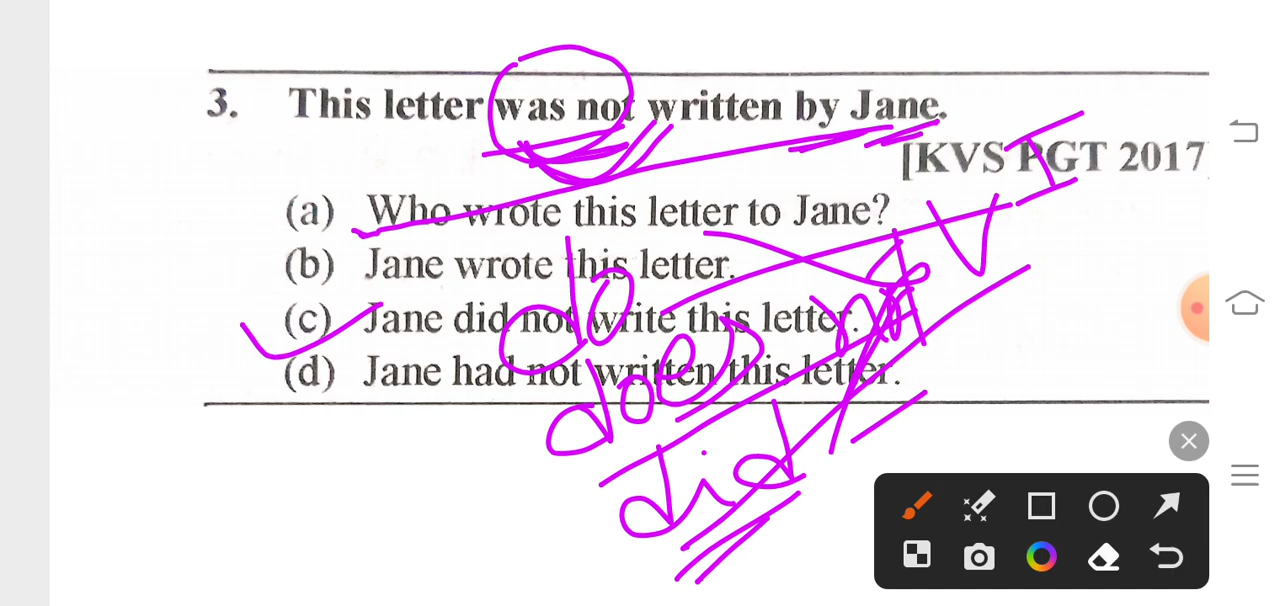 3. This letter was not written by Jane.
[KVS PGT 2017
(a) Who wrote this letter to Jane?
(b) Jane wrote this letter.
(c) Jane did not write this letter.
(d) Jane had not written this letter.
do
not V I
does
did